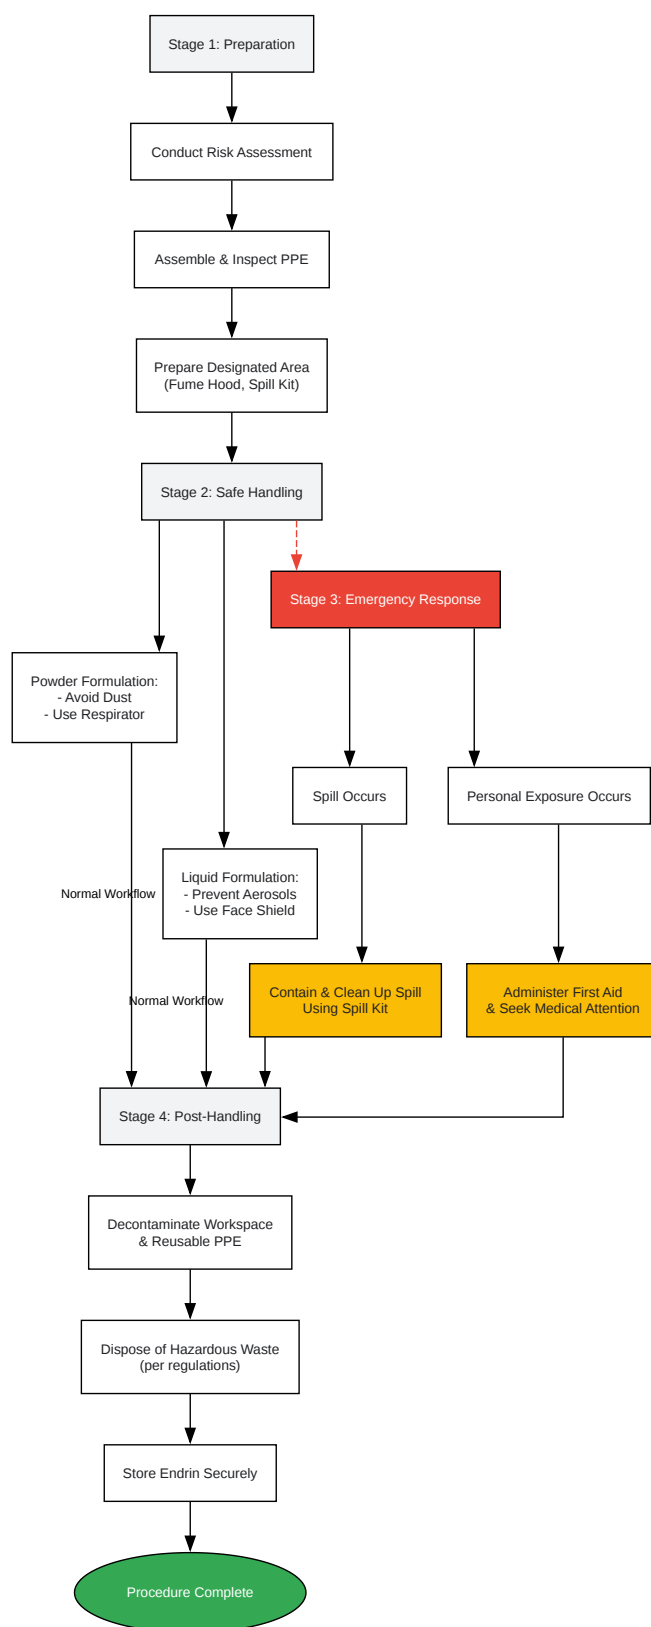 Stage 1: Preparation
Conduct Risk Assessment
Assemble & Inspect PPE
Prepare Designated Area
(Fume Hood, Spill Kit)
Stage 2: Safe Handling
Stage 3: Emergency Response
Powder Formulation:
- Avoid Dust
- Use Respirator
Spill Occurs
Personal Exposure Occurs
Liquid Formulation:
- Prevent Aerosols
- Use Face Shield
Normal Workflow
Normal Workflow
Contain & Clean Up Spill
Using Spill Kit
Administer First Aid
& Seek Medical Attention
Stage 4: Post-Handling
Decontaminate Workspace
& Reusable PPE
Dispose of Hazardous Waste
(per regulations)
Store Endrin Securely
Procedure Complete